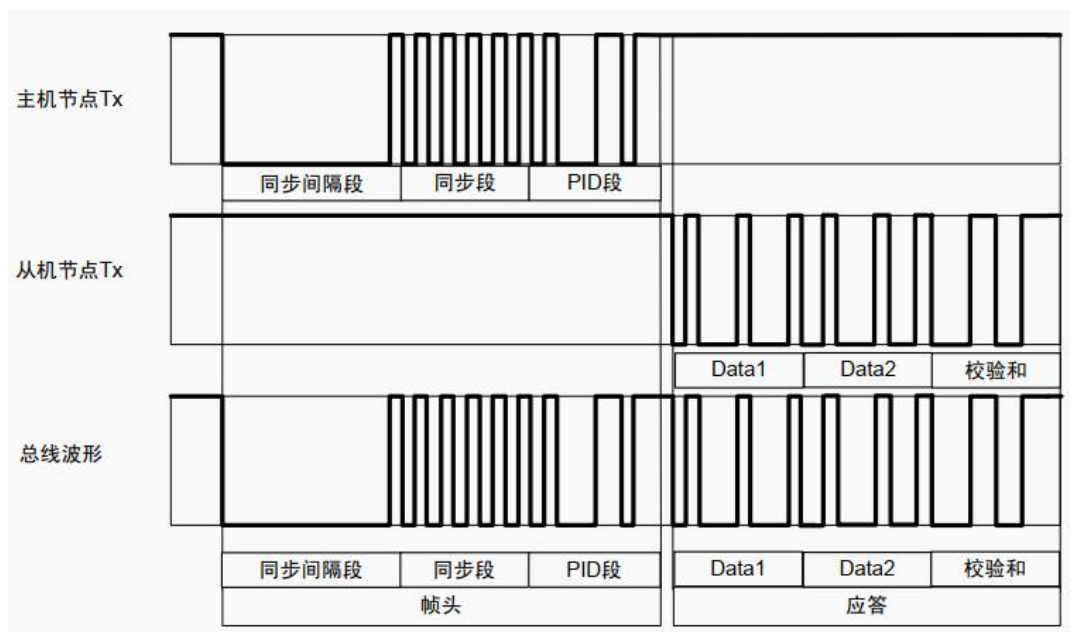 主机节点Tx
同步间隔段 同步段 PID段
从机节点Tx
Data1 Data2 校验和
总线波形
同步间隔段 同步段 PID段 Data1 Data2 校验和
帧头 应答